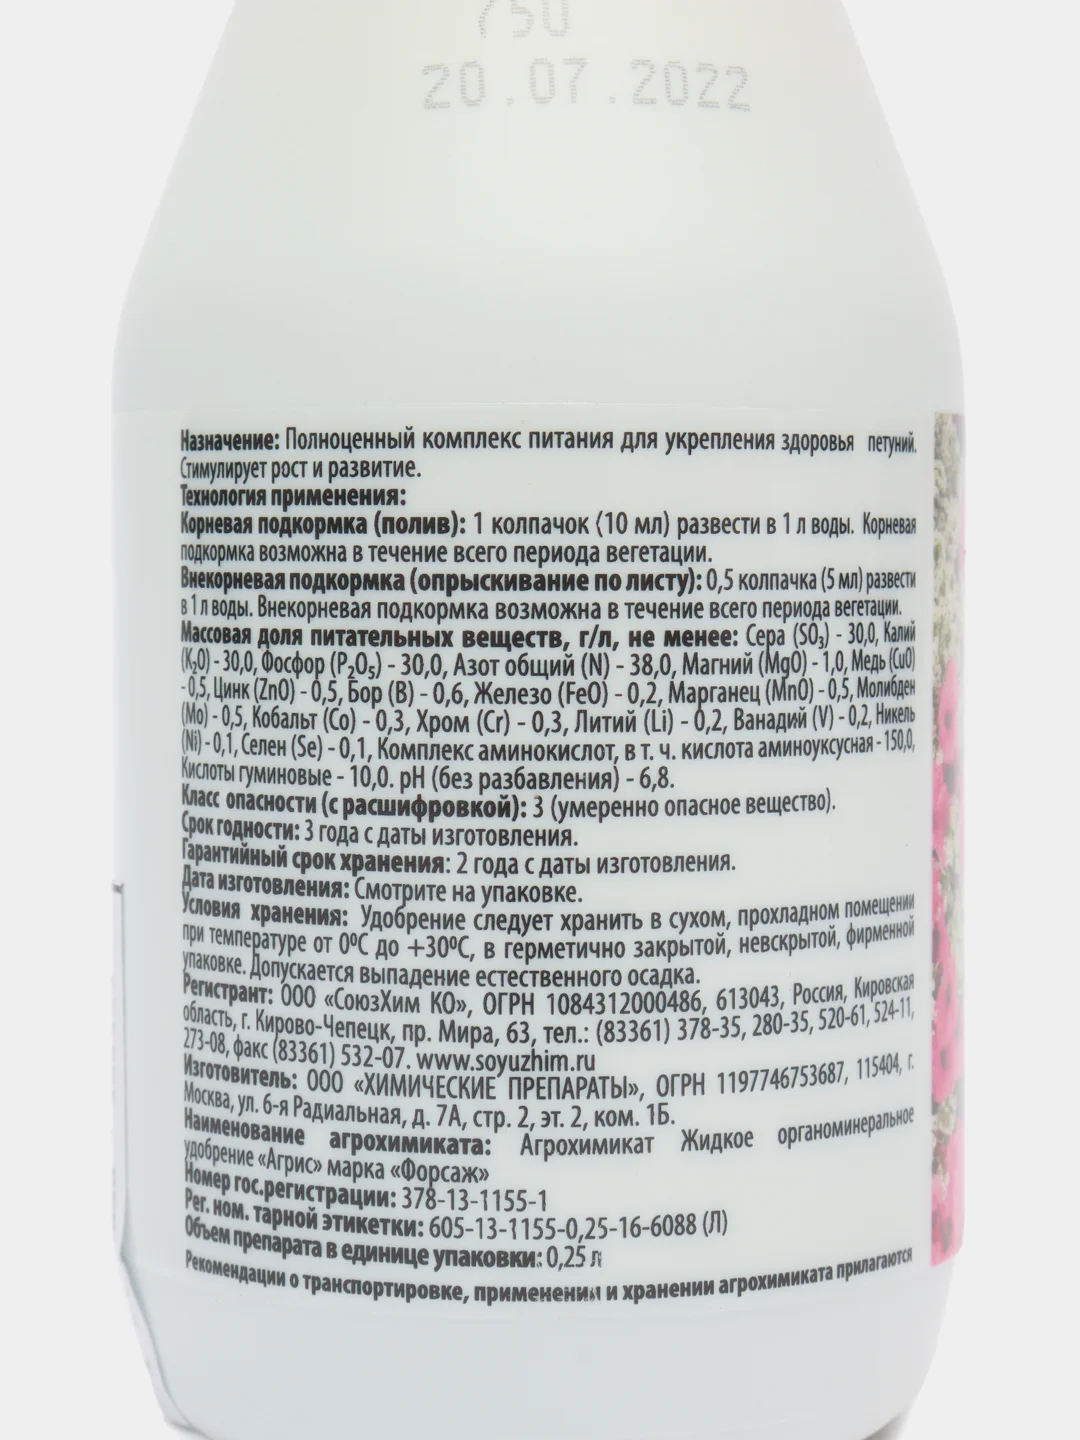 750
20.07.2022
Назначение: Полноценный комплекс питания для укрепления здоровья петуний.
Стимулирует рост и развитие.
Технология применения:
Корневая подкормка (полив): 1 колпачок (10 мл) развести в 1 л воды. Корневая
подкормка возможна в течение всего периода вегетации.
Внекорневая подкормка (опрыскивание по листу): 0,5 колпачка (5 мл) развести
в 1 л воды. Внекорневая подкормка возможна в течение всего периода вегетации.
Массовая доля питательных веществ, г/л, не менее: Сера (SO₃) - 30,0, Калий
(K₂O) - 30,0, Фосфор (P₂O₅) - 30,0, Азот общий (N) - 38,0, Магний (MgO) - 1,0, Медь (CuO)
- 0,5, Цинк (ZnO) - 0,5, Бор (B) - 0,6, Железо (FeO) - 0,2, Марганец (MnO) - 0,5, Молибден
(Mo) - 0,5, Кобальт (Co) - 0,3, Хром (Cr) - 0,3, Литий (Li) - 0,2, Ванадий (V) - 0,2, Никель
(Ni) - 0,1, Селен (Se) - 0,1, Комплекс аминокислот, в т. ч. кислота аминоуксусная - 150,0,
Кислоты гуминовые - 10,0. pH (без разбавления) - 6,8.
Класс опасности (с расшифровкой): 3 (умеренно опасное вещество).
Срок годности: 3 года с даты изготовления.
Гарантийный срок хранения: 2 года с даты изготовления.
Дата изготовления: Смотрите на упаковке.
Условия хранения: Удобрение следует хранить в сухом, прохладном помещении
при температуре от 0ºС до +30ºС, в герметично закрытой, невскрытой, фирменной
упаковке. Допускается выпадение естественного осадка.
Регистрант: ООО «СоюзХим КО», ОГРН 1084312000486, 613043, Россия, Кировская
область, г. Кирово-Чепецк, пр. Мира, 63, тел.: (83361) 378-35, 280-35, 520-61, 524-11,
273-08, факс (83361) 532-07. www.soyuzhim.ru
Изготовитель: ООО «ХИМИЧЕСКИЕ ПРЕПАРАТЫ», ОГРН 1197746753687, 115404, г.
Москва, ул. 6-я Радиальная, д. 7А, стр. 2, эт. 2, ком. 1Б.
Наименование агрохимиката: Агрохимикат Жидкое органоминеральное
удобрение «Агрис» марка «Форсаж»
Номер гос.регистрации: 378-13-1155-1
Рег. ном. тарной этикетки: 605-13-1155-0,25-16-6088 (Л)
Объем препарата в единице упаковки: 0,25 л
Рекомендации о транспортировке, применении и хранении агрохимиката прилагаются